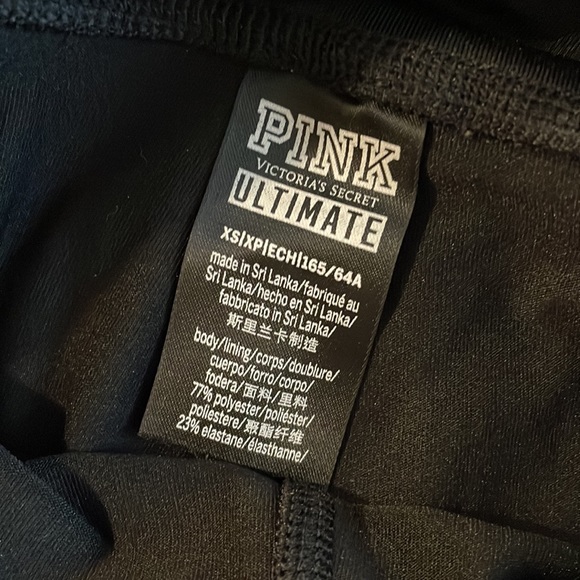 PINK
VICTORIA'S SECRET
ULTIMATE
XS|XP|ECH|165/64A
made in Sri Lanka/fabriqué au
Sri Lanka/hecho en Sri Lanka/
fabbricato in Sri Lanka/
斯里兰卡制造
body/lining/corps/doublure/
cuerpo/forro/corpo/
fodera/面料/里料
77% polyester/poliéster/
poliestere/聚酯纤维
23% elastane/élasthanne/